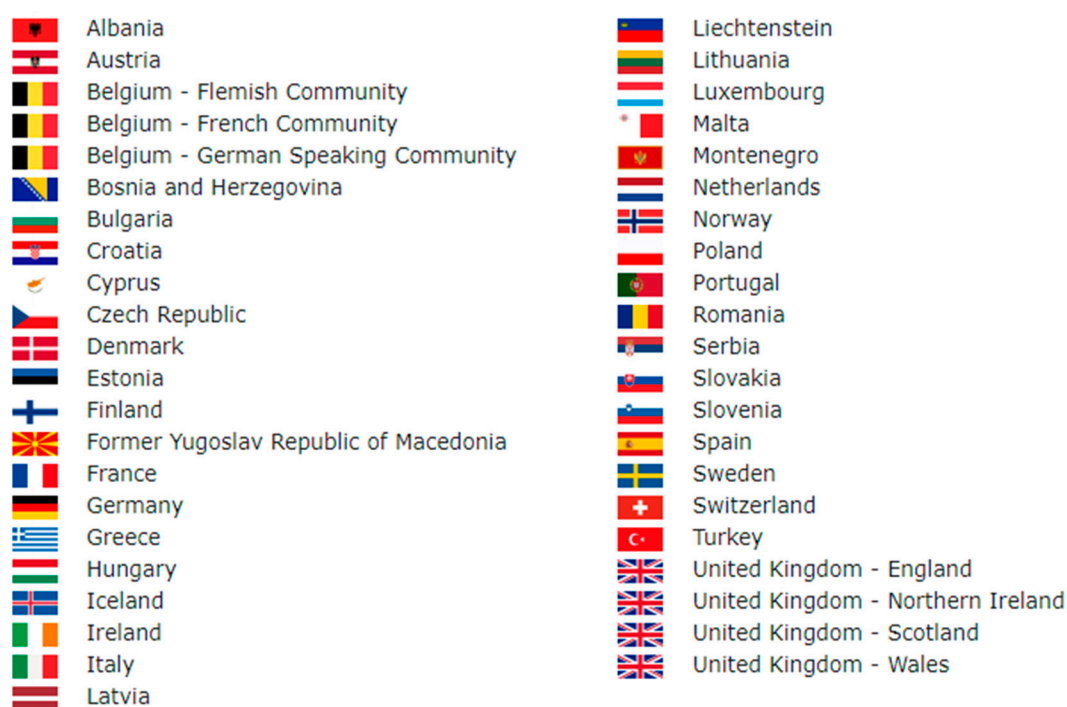 Albania
Austria
Belgium - Flemish Community
Belgium - French Community
Belgium - German Speaking Community
Bosnia and Herzegovina
Bulgaria
Croatia
Cyprus
Czech Republic
Denmark
Estonia
Finland
Former Yugoslav Republic of Macedonia
France
Germany
Greece
Hungary
Iceland
Ireland
Italy
Latvia
Liechtenstein
Lithuania
Luxembourg
Malta
Montenegro
Netherlands
Norway
Poland
Portugal
Romania
Serbia
Slovakia
Slovenia
Spain
Sweden
Switzerland
Turkey
United Kingdom - England
United Kingdom - Northern Ireland
United Kingdom - Scotland
United Kingdom - Wales